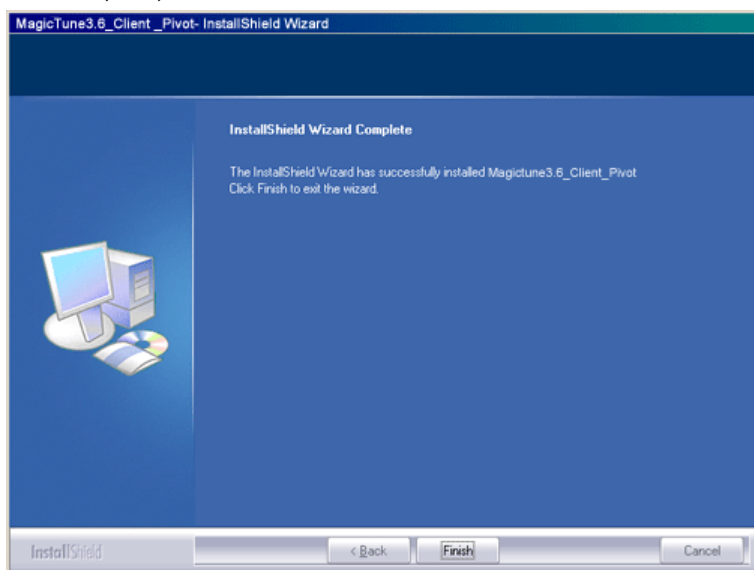 MagicTune3.6_Client _Pivot- InstallShield Wizard
InstallShield Wizard Complete
The InstallShield Wizard has successfully installed Magictune3.6_Client_Pivot
Click Finish to exit the wizard.
InstallShield
< Back
Finish
Cancel